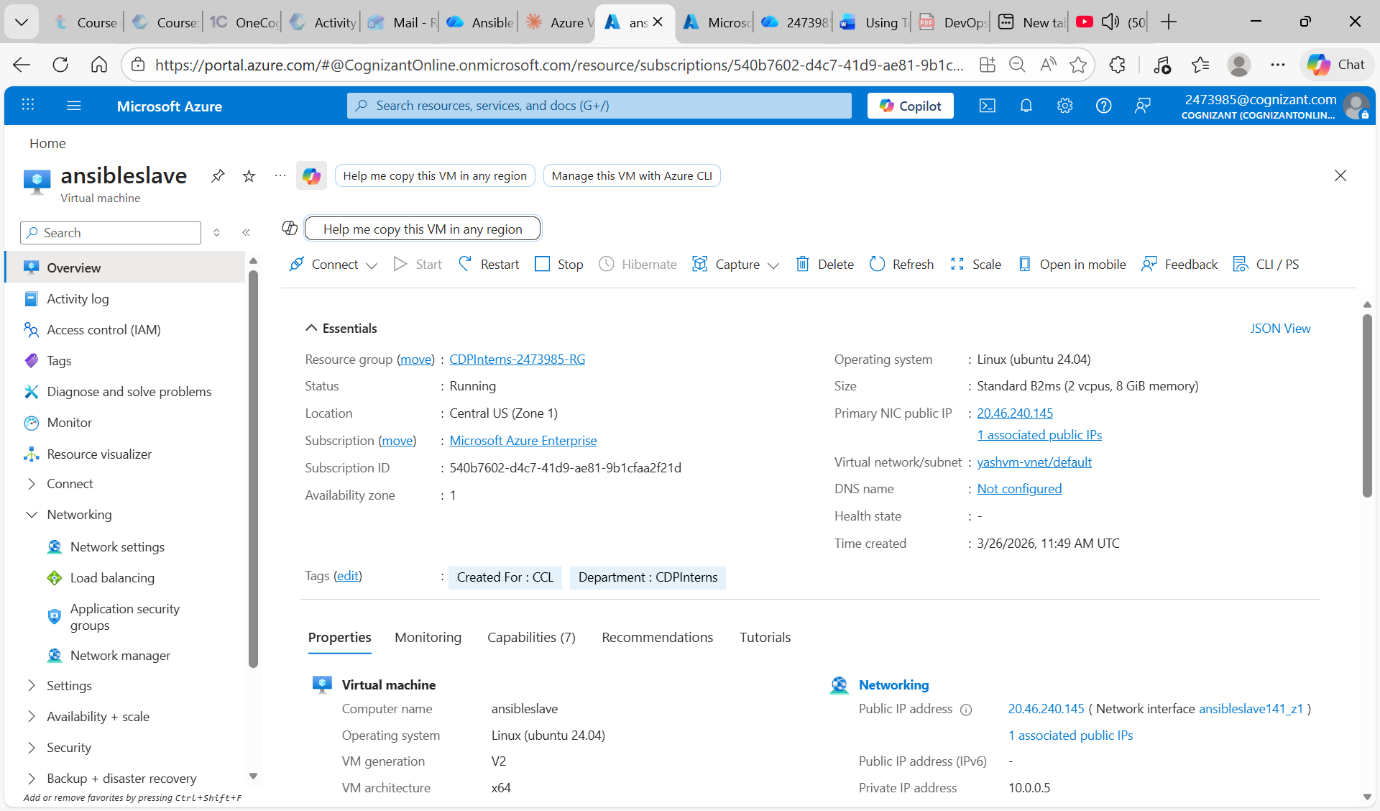 Course
Course:
1C OneCog
Activity
Mail - R
Ansible
Azure V
ans
Microso
2473985
Using T
DevOps
New tab
(50
https://portal.azure.com/#@CognizantOnline.onmicrosoft.com/resource/subscriptions/540b7602-d4c7-41d9-ae81-9b1c...
Chat
Microsoft Azure
Search resources, services, and docs (G+/)
Copilot
2473985@cognizant.com
COGNIZANT (COGNIZANTONLIN...
Home
ansibleslave
Virtual machine
Help me copy this VM in any region
Manage this VM with Azure CLI
Search
Help me copy this VM in any region
Connect
Start
Restart
Stop
Hibernate
Capture
Delete
Refresh
Scale
Open in mobile
Feedback
CLI / PS
Overview
Activity log
Access control (IAM)
Tags
Diagnose and solve problems
Monitor
Resource visualizer
Connect
Networking
Network settings
Load balancing
Application security
groups
Network manager
Settings
Availability + scale
Security
Backup + disaster recovery
Add or remove favorites by pressing Ctrl+Shift+F
Essentials
JSON View
Resource group (move) : CDPInterns-2473985-RG
Status : Running
Location : Central US (Zone 1)
Subscription (move) : Microsoft Azure Enterprise
Subscription ID : 540b7602-d4c7-41d9-ae81-9b1cfaa2f21d
Availability zone : 1
Operating system : Linux (ubuntu 24.04)
Size : Standard B2ms (2 vcpus, 8 GiB memory)
Primary NIC public IP : 20.46.240.145
1 associated public IPs
Virtual network/subnet : yashvm-vnet/default
DNS name : Not configured
Health state : -
Time created : 3/26/2026, 11:49 AM UTC
Tags (edit) : Created For : CCL Department : CDPInterns
Properties
Monitoring
Capabilities (7)
Recommendations
Tutorials
Virtual machine
Computer name ansibleslave
Operating system Linux (ubuntu 24.04)
VM generation V2
VM architecture x64
Networking
Public IP address 20.46.240.145 ( Network interface ansibleslave141_z1 )
1 associated public IPs
Public IP address (IPv6) -
Private IP address 10.0.0.5